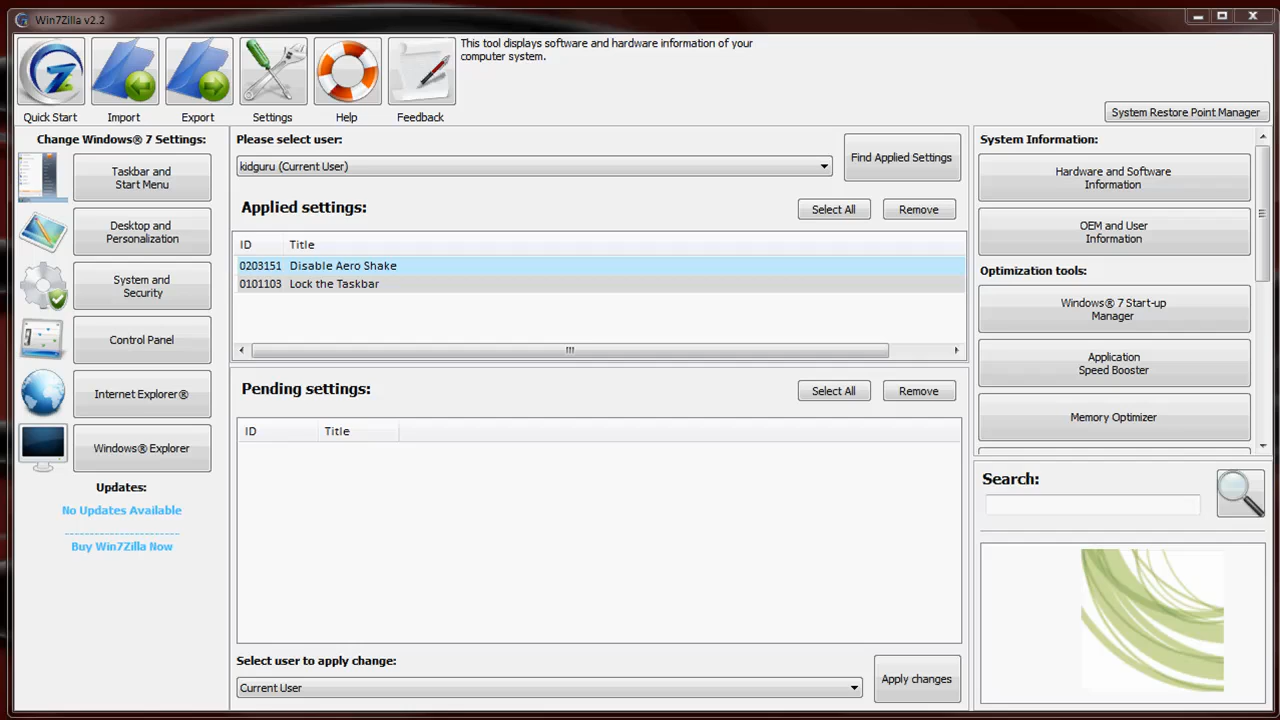 Win7Zilla v2.2
This tool displays software and hardware information of your
computer system.
Quick Start
Import
Export
Settings
Help
Feedback
System Restore Point Manager
Change Windows® 7 Settings:
Taskbar and
Start Menu
Desktop and
Personalization
System and
Security
Control Panel
Internet Explorer®
Windows® Explorer
Updates:
No Updates Available
----------------------
Buy Win7Zilla Now
Please select user:
kidguru (Current User)
Find Applied Settings
Applied settings:
Select All
Remove
ID Title
0203151 Disable Aero Shake
0101103 Lock the Taskbar
Pending settings:
Select All
Remove
ID Title
Select user to apply change:
Current User
Apply changes
System Information:
Hardware and Software
Information
OEM and User
Information
Optimization tools:
Windows® 7 Start-up
Manager
Application
Speed Booster
Memory Optimizer
Search: